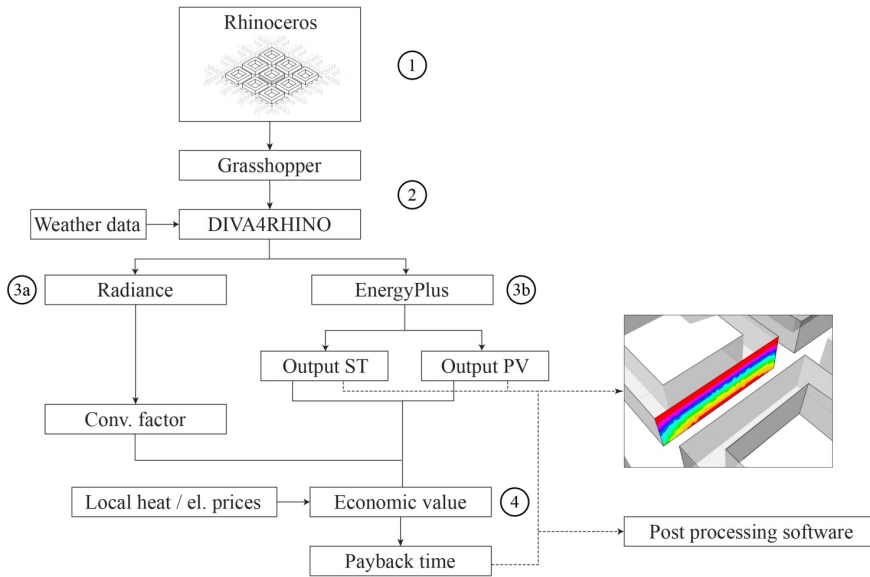 Rhinoceros
1
Grasshopper
2
Weather data
DIVA4RHINO
3a
Radiance
EnergyPlus
3b
Output ST
Output PV
Conv. factor
Local heat / el. prices
Economic value
4
Post processing software
Payback time